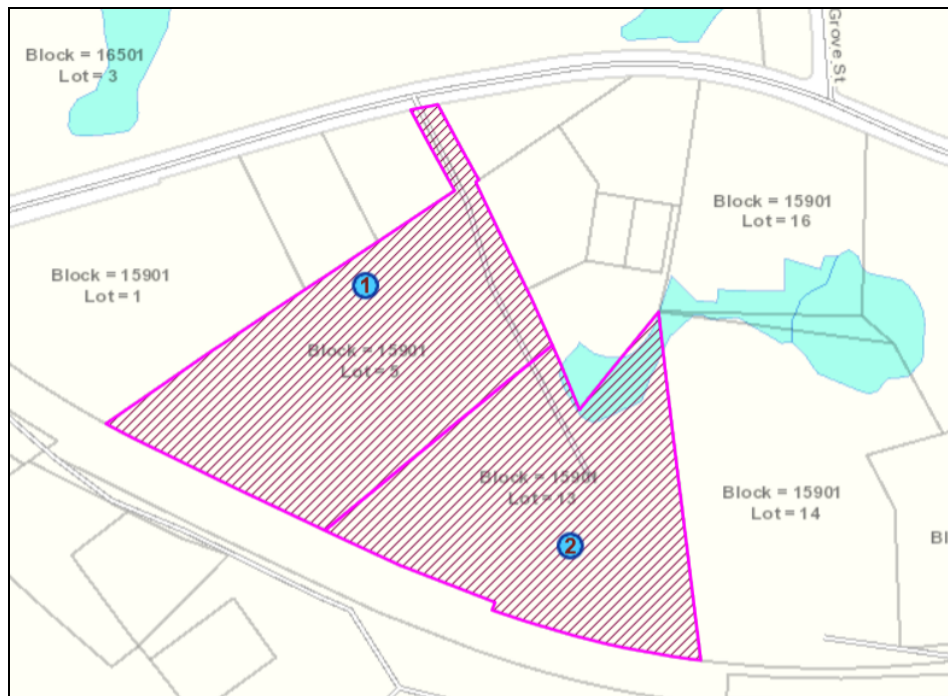 Block = 16501
Lot = 3
Grove St
Block = 15901
Lot = 16
Block = 15901
Lot = 1
1
Block = 15901
Lot = 5
Block = 15901
Lot = 13
Block = 15901
Lot = 14
2
Bl